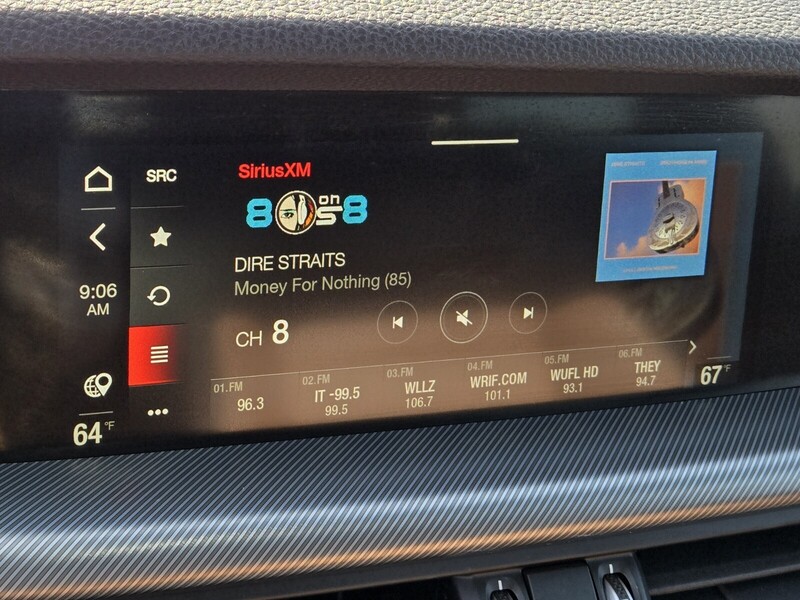 SRC
SiriusXM
80s on 8
DIRE STRAITS
Money For Nothing (85)
CH 8
9:06
AM
64°F
67°F
01.FM
96.3
02.FM
IT -99.5
99.5
03.FM
WLLZ
106.7
04.FM
WRIF.COM
101.1
05.FM
WUFL HD
93.1
06.FM
THEY
94.7
DIRE STRAITS